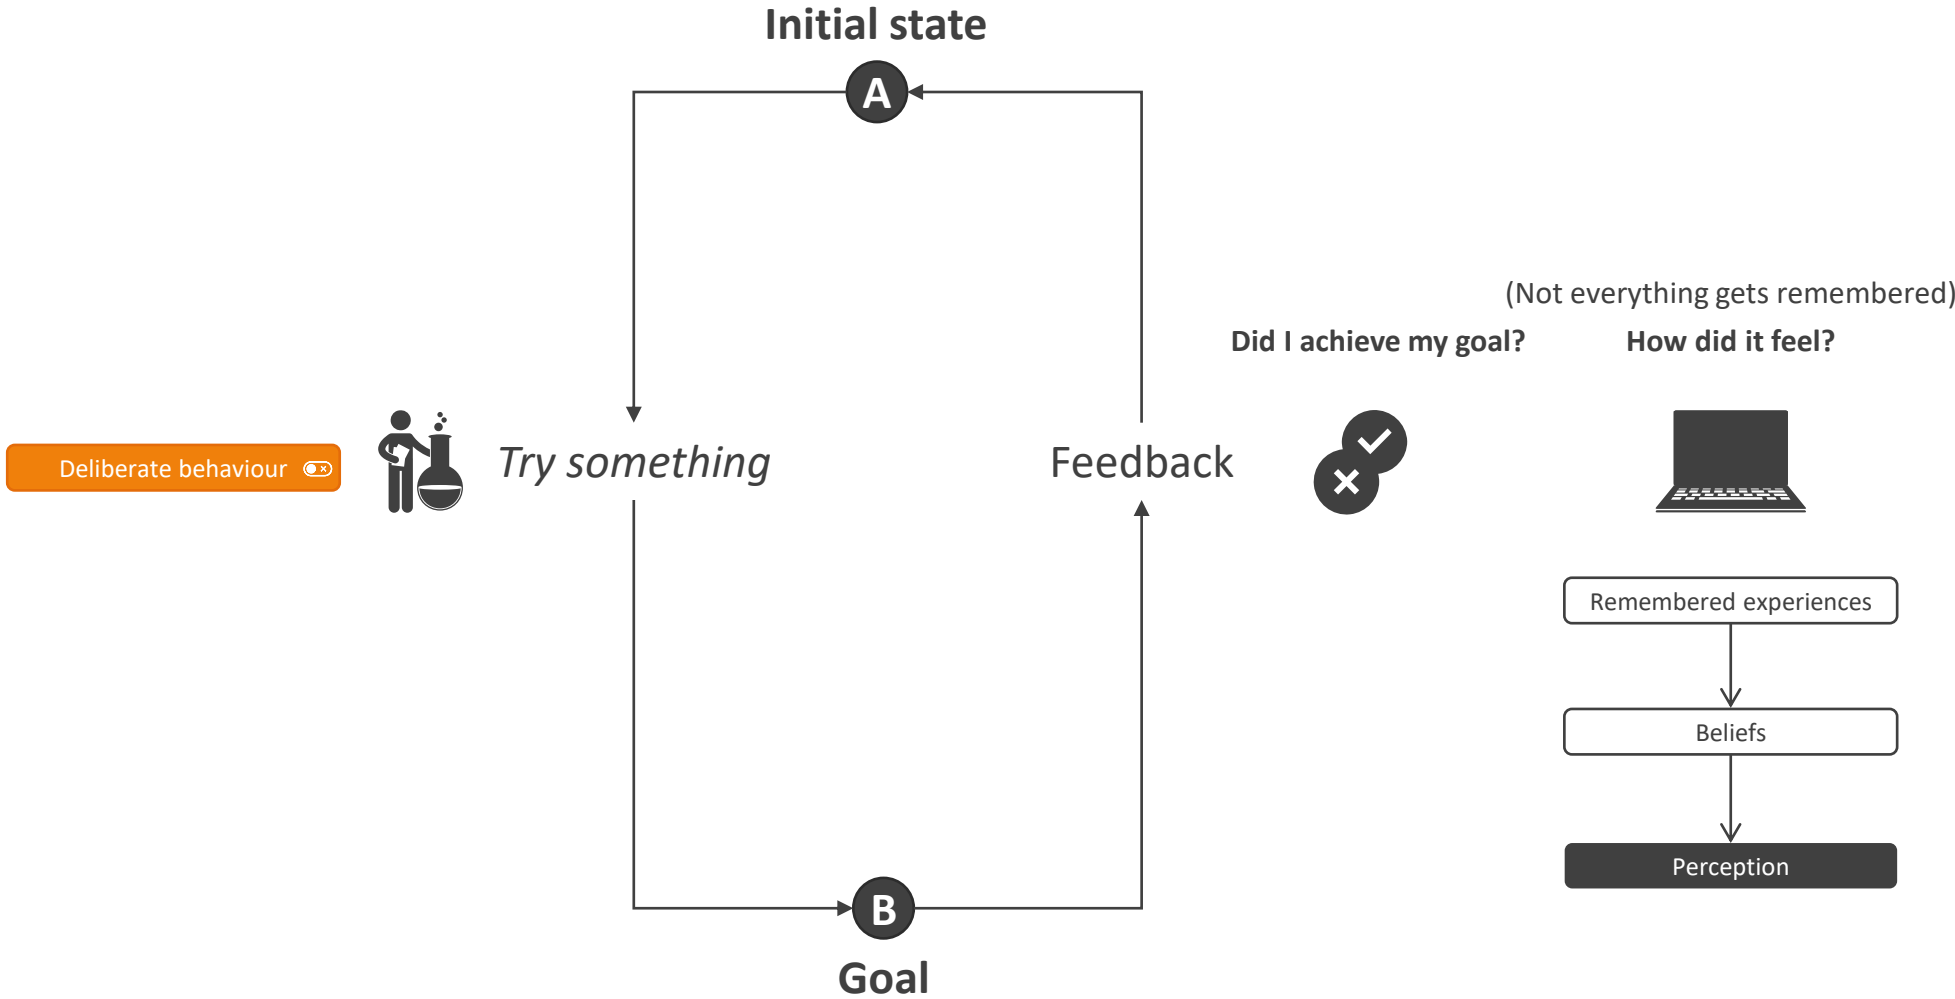 Initial state
A
(Not everything gets remembered)
Did I achieve my goal?
How did it feel?
Deliberate behaviour
Try something
Feedback
Remembered experiences
Beliefs
Perception
B
Goal